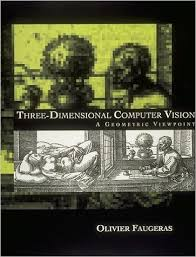 THREE-DIMENSIONAL COMPUTER VISION
A GEOMETRIC VIEWPOINT
OLIVIER FAUGERAS